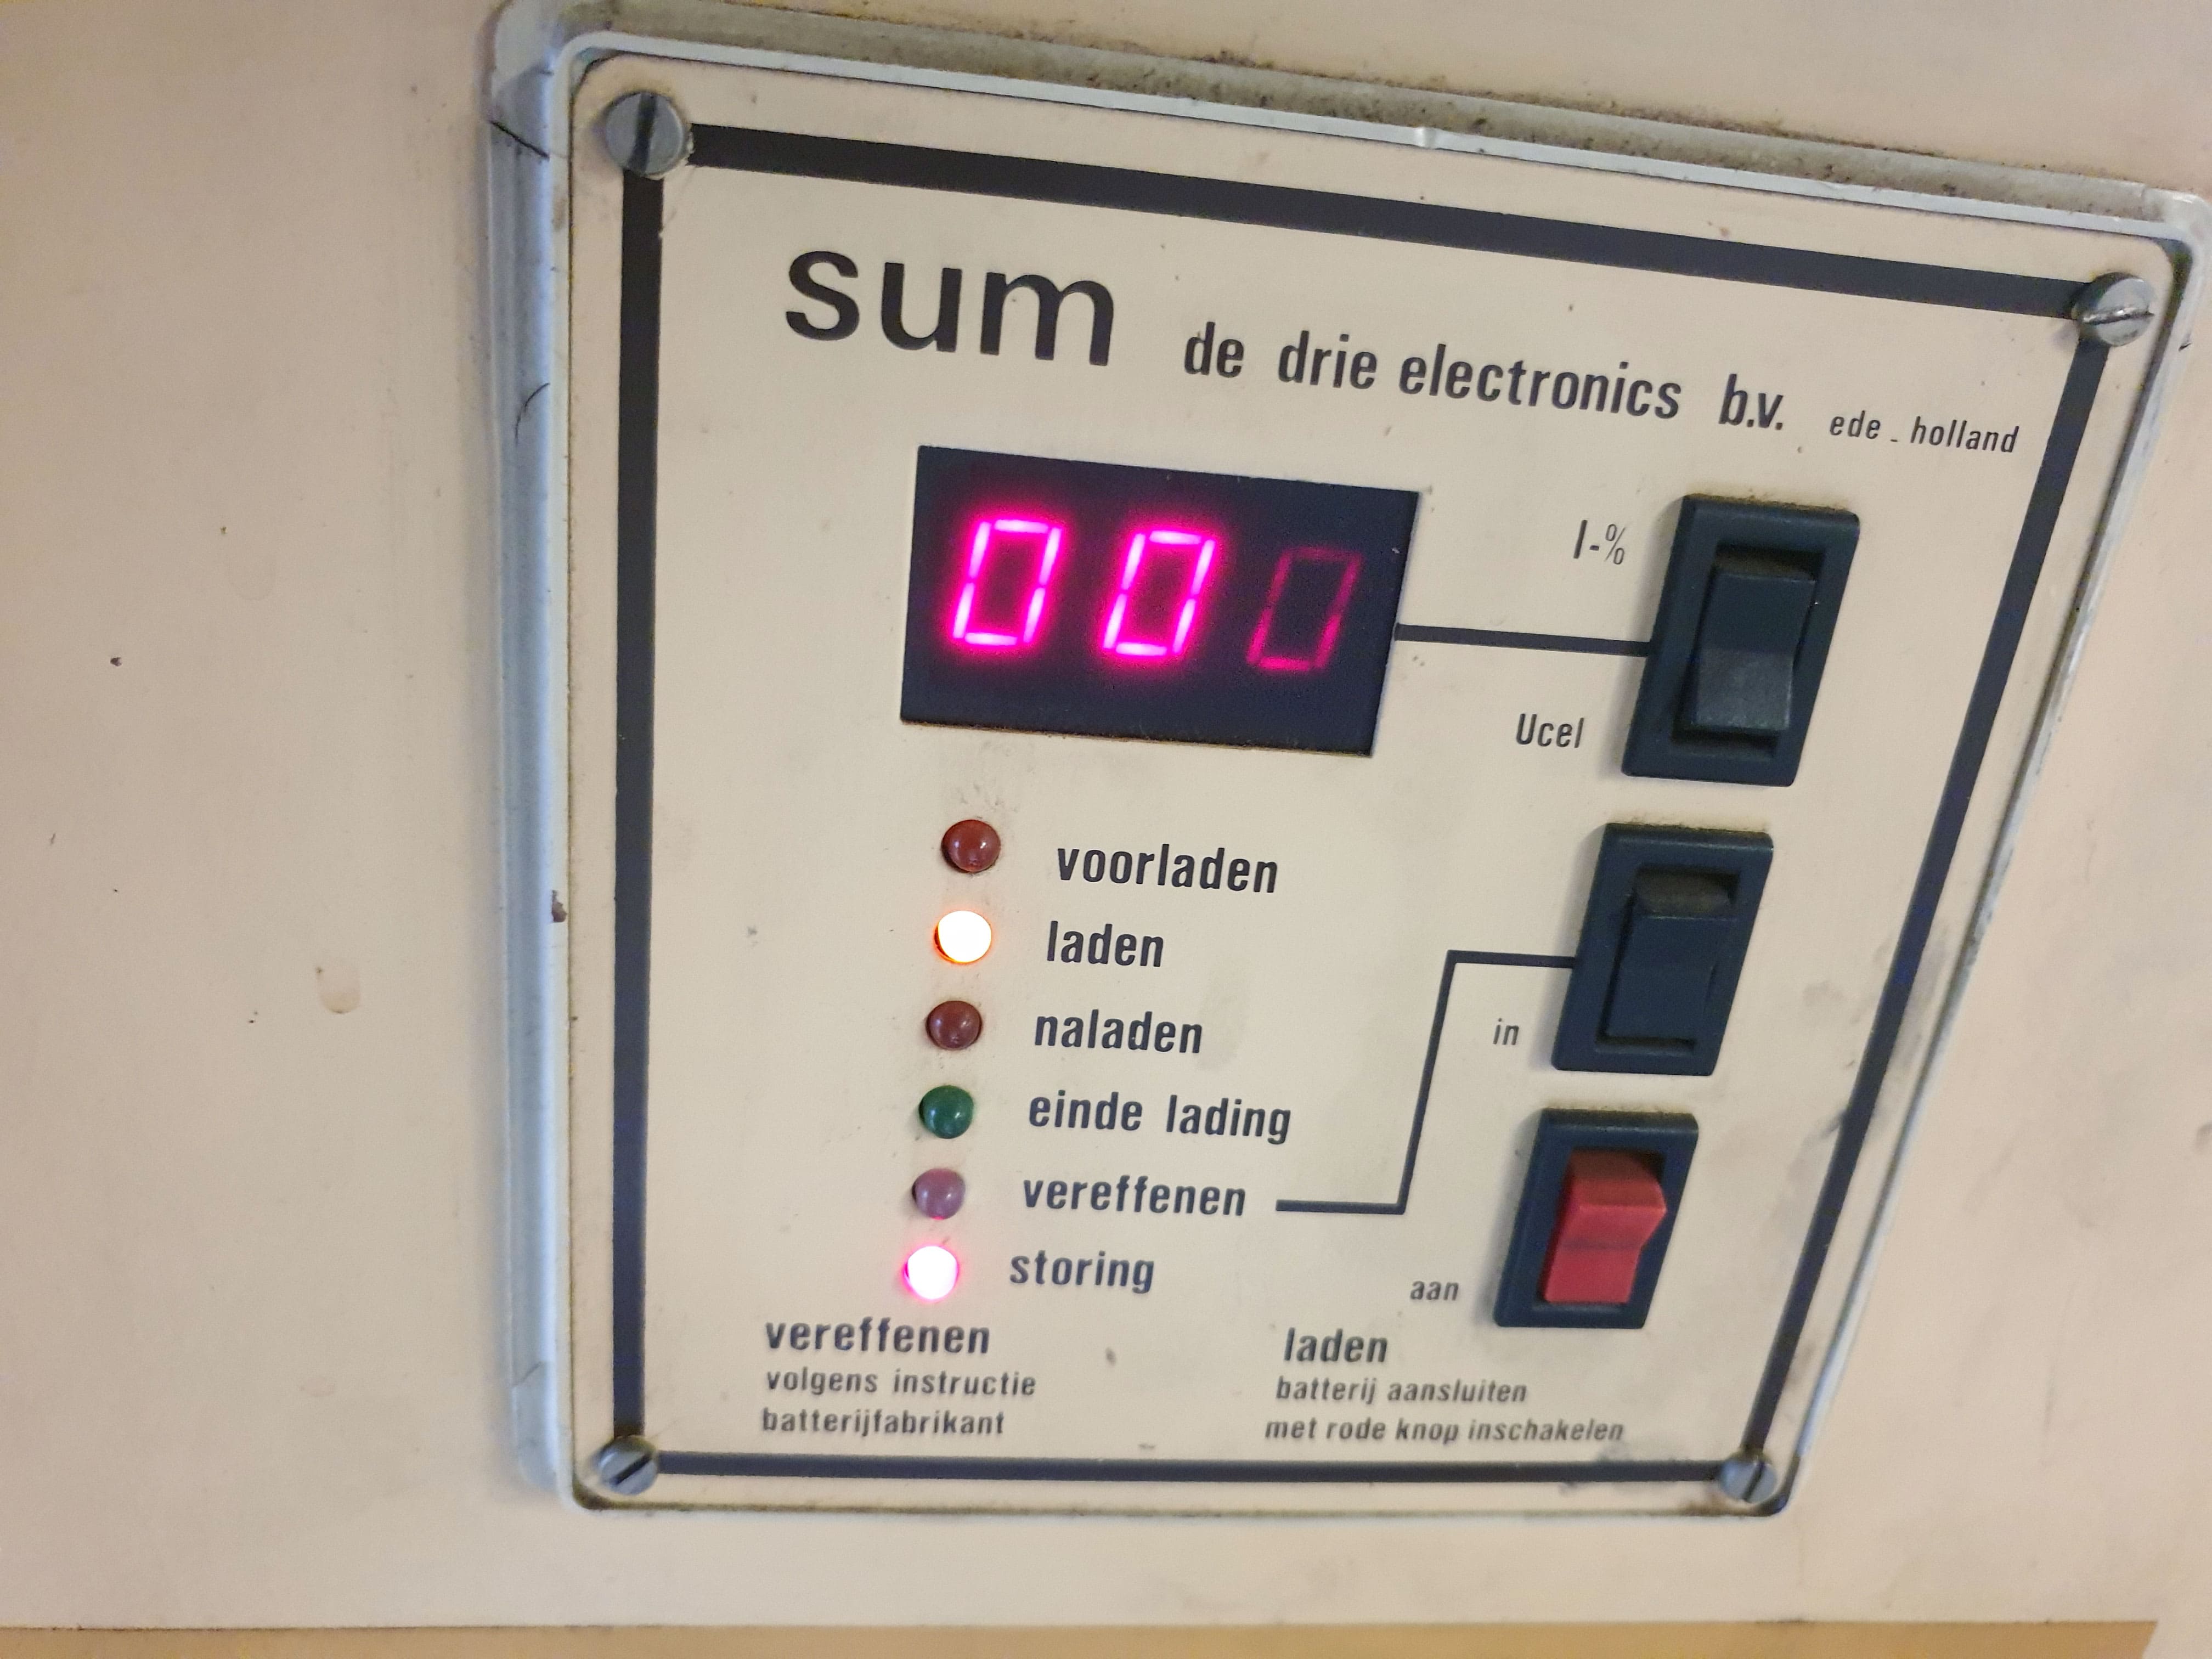 sum de drie electronics b.v. ede - holland
000
I-%
Ucel
voorladen
laden
naladen
in
einde lading
vereffenen
storing
aan
vereffenen
volgens instructie
batterijfabrikant
laden
batterij aansluiten
met rode knop inschakelen